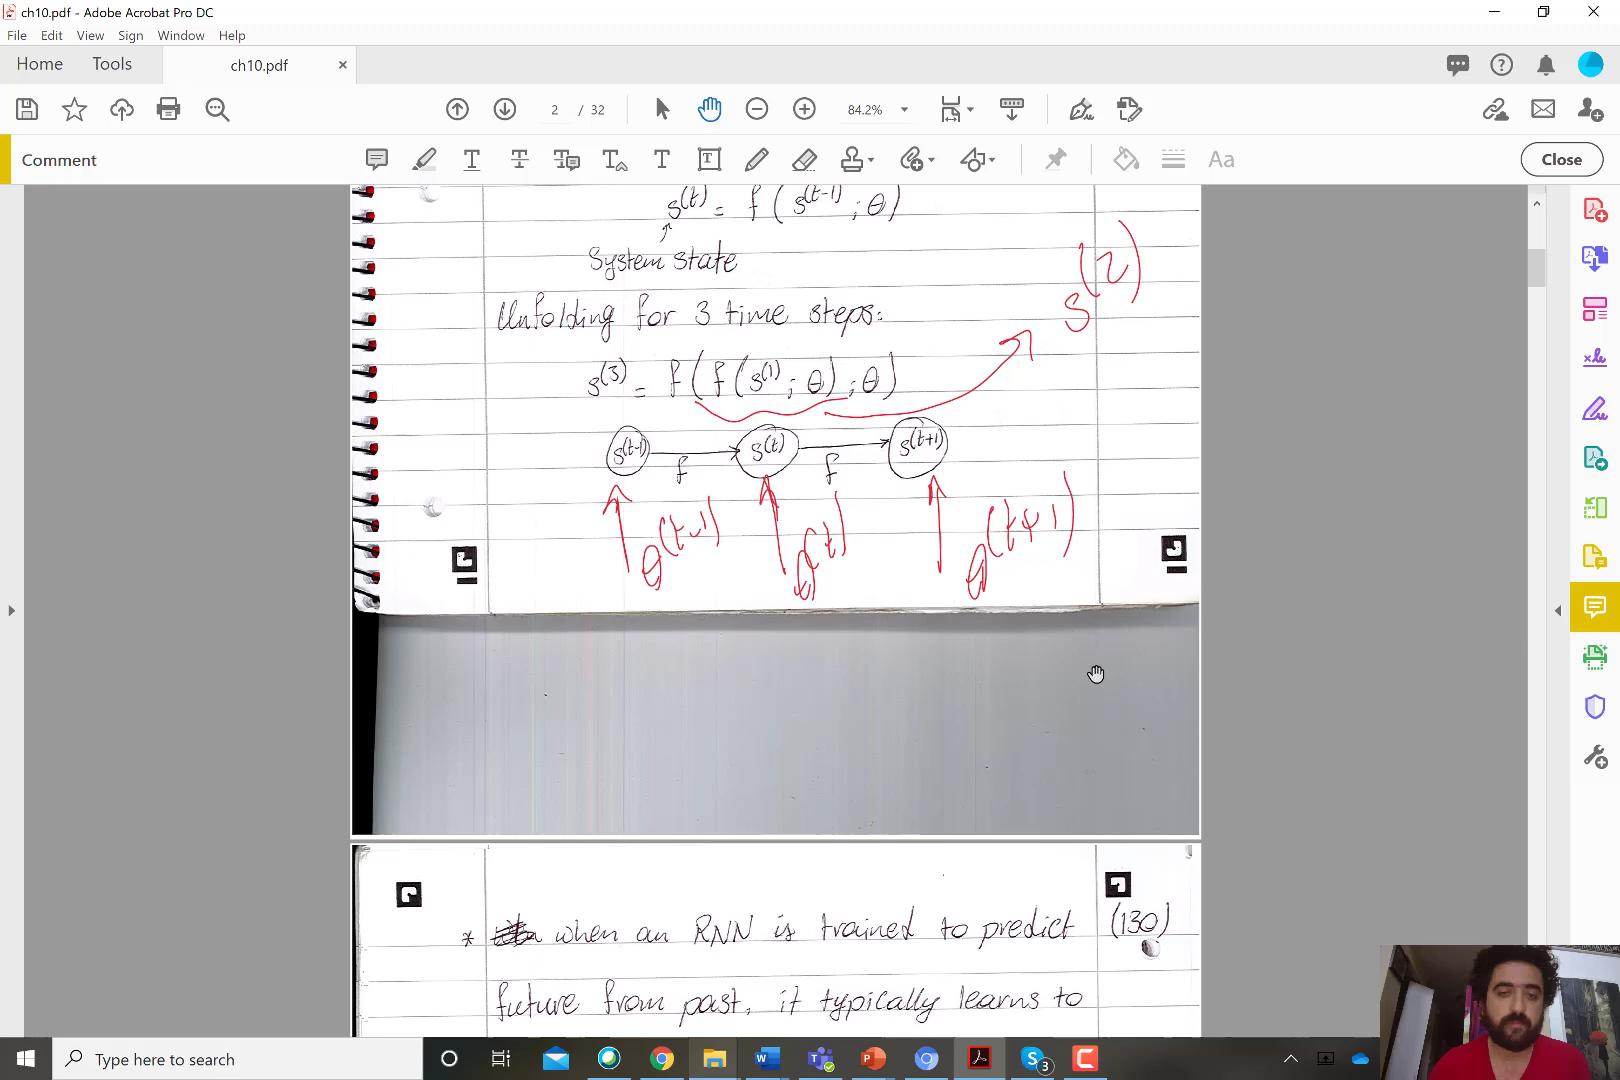 ch10.pdf - Adobe Acrobat Pro DC
File Edit View Sign Window Help
Home Tools ch10.pdf
2 / 32 84.2%
Comment
Aa
Close
s^(t) = f ( s^(t-1) ; θ )
System state
Unfolding for 3 time steps:
s^(2)
s^(3) = f ( f ( s^(1) ; θ ) ; θ )
s^(t-1) s^(t) s^(t+1)
f f
θ^(t-1) θ^(t) θ^(t+1)
* when an RNN is trained to predict (130)
future from past, it typically learns to
Type here to search
3